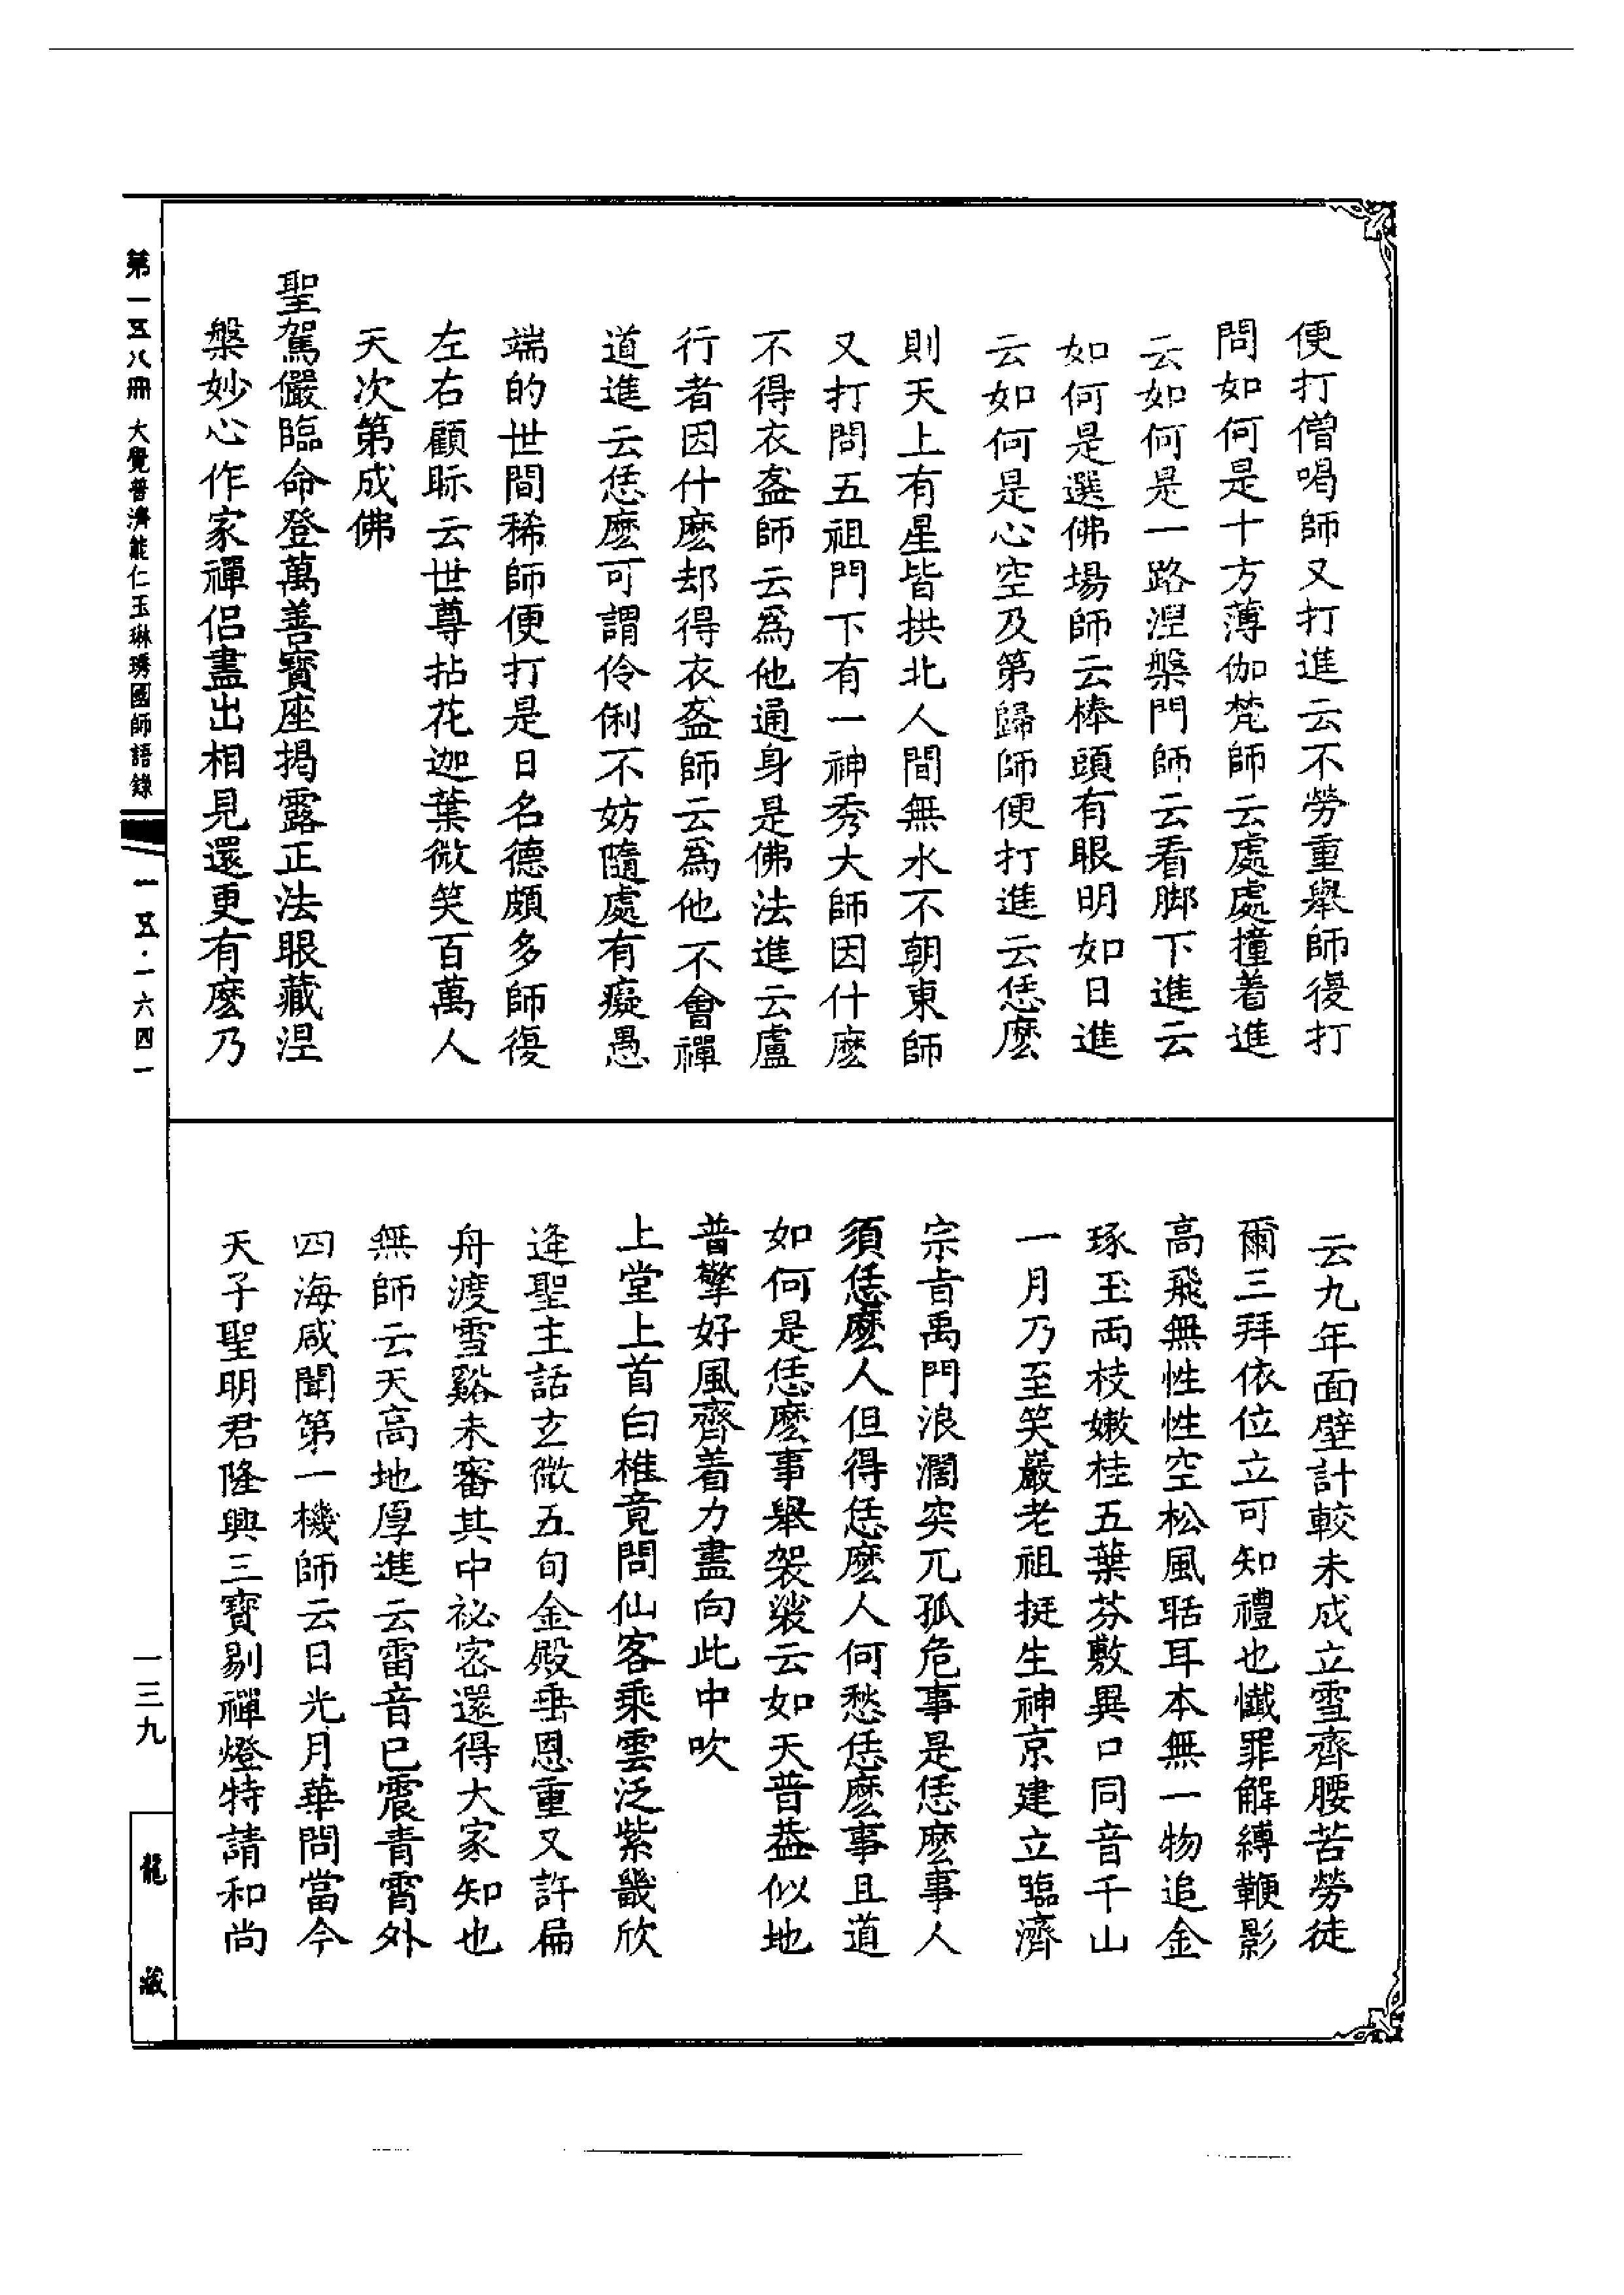 便打僧喝師又打進云不勞重舉師復打
問如何是十方薄伽梵師云處處撞着進
云如何是一路涅槃門師云看脚下進云
如何是選佛場師云棒頭有眼明如日進
云如何是心空及第歸師便打進云恁麼
則天上有星皆拱北人間無水不朝東師
又打問五祖門下有一神秀大師因什麼
不得衣盋師云爲他通身是佛法進云盧
行者因什麼却得衣盋師云爲他不會禪
道進云恁麼可謂伶俐不妨隨處有癡愚
端的世間稀師便打是日名德頗多師復
左右顧眎云世尊拈花迦葉微笑百萬人
天次第成佛
聖駕儼臨命登萬善寶座揭露正法眼藏涅
槃妙心作家禪侶盡出相見還更有麼乃
云九年面壁計較未成立雪齊腰苦勞徒
爾三拜依位立可知禮也懺罪解縛鞭影
高飛無性性空松風聒耳本無一物追金
琢玉兩枝嫩桂五葉芬敷異口同音千山
一月乃至笑巖老祖挺生神京建立臨濟
宗旨禹門浪濶突兀孤危事是恁麼事人
須恁麼人但得恁麼人何愁恁麼事且道
如何是恁麼事舉袈裟云如天普葢似地
普擎好風齊着力盡向此中吹
上堂上首白椎竟問仙客乘雲泛紫畿欣
逢聖主話玄微五旬金殿垂恩重又許扁
舟渡雪谿未審其中祕密還得大家知也
無師云天高地厚進云雷音已震青霄外
四海咸聞第一機師云日光月華問當今
天子聖明君隆興三寶剔禪燈特請和尚
第一五八冊 大覺普濟能仁玉琳琇國師語錄
一五·一六四一
一三九
龍藏